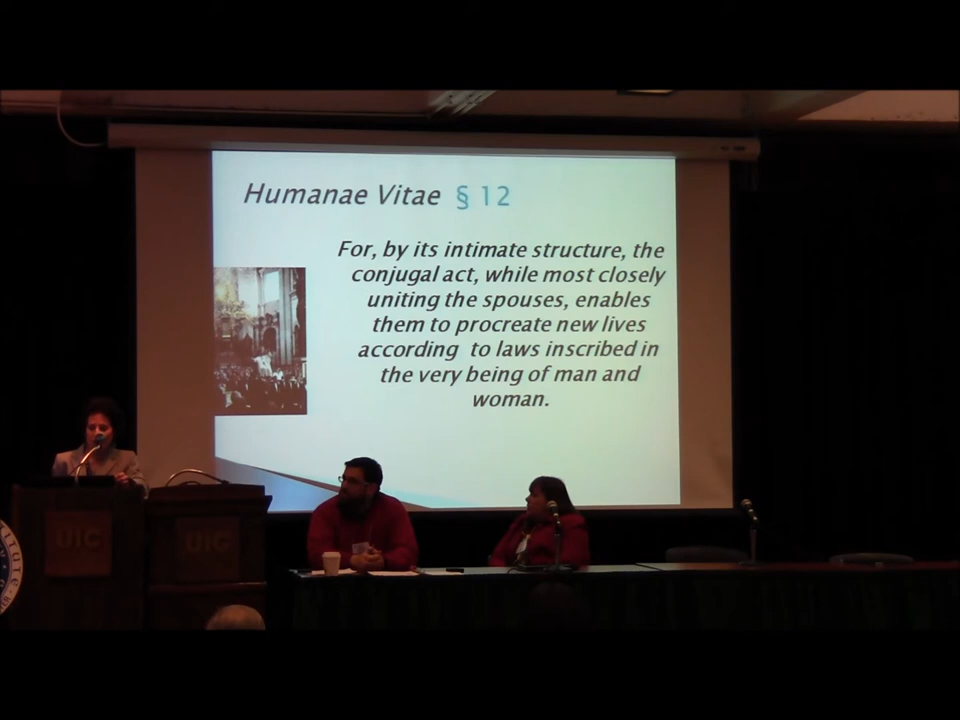 Humanae Vitae § 12
For, by its intimate structure, the
conjugal act, while most closely
uniting the spouses, enables
them to procreate new lives
according to laws inscribed in
the very being of man and
woman.
UIC
UIC